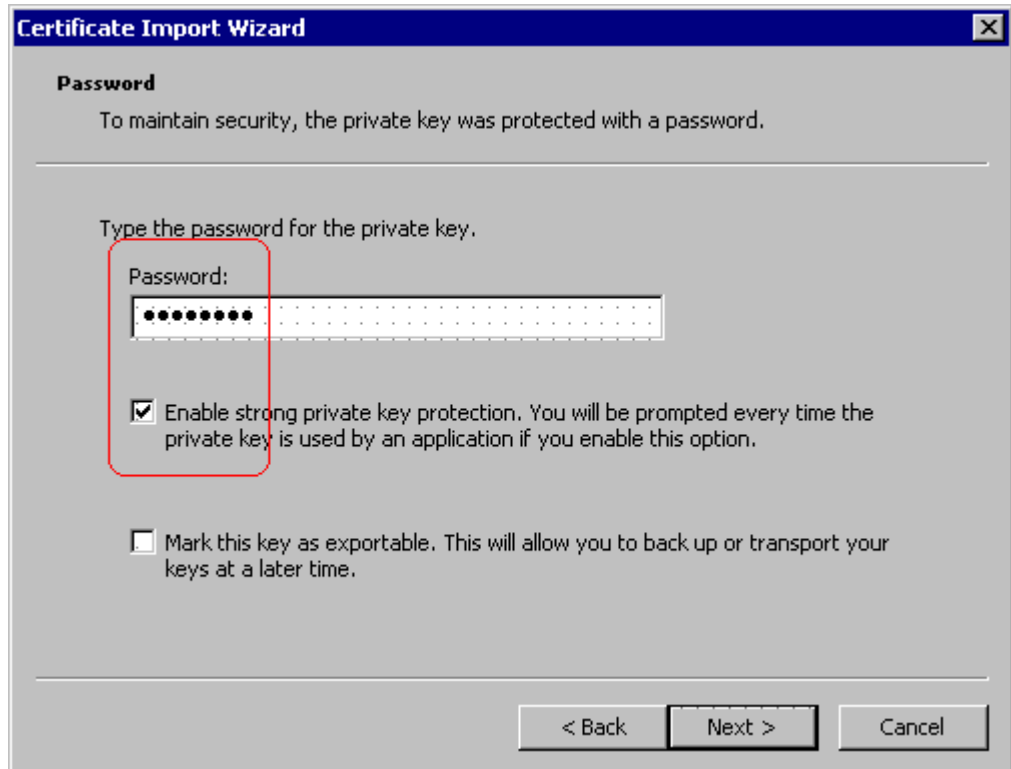 Certificate Import Wizard
Password
To maintain security, the private key was protected with a password.
Type the password for the private key.
Password:
••••••••
Enable strong private key protection. You will be prompted every time the
private key is used by an application if you enable this option.
Mark this key as exportable. This will allow you to back up or transport your
keys at a later time.
< Back Next > Cancel